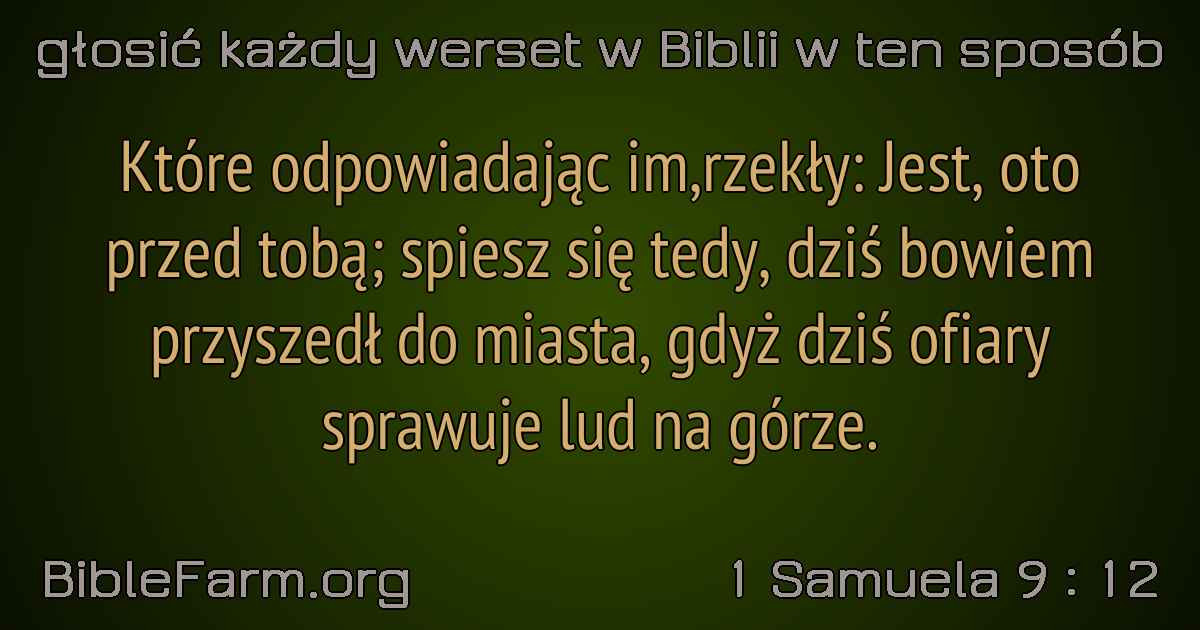 głosić każdy werset w Biblii w ten sposób
Które odpowiadając im,rzekły: Jest, oto
przed tobą; spiesz się tedy, dziś bowiem
przyszedł do miasta, gdyż dziś ofiary
sprawuje lud na górze.
BibleFarm.org
1 Samuela 9 : 12